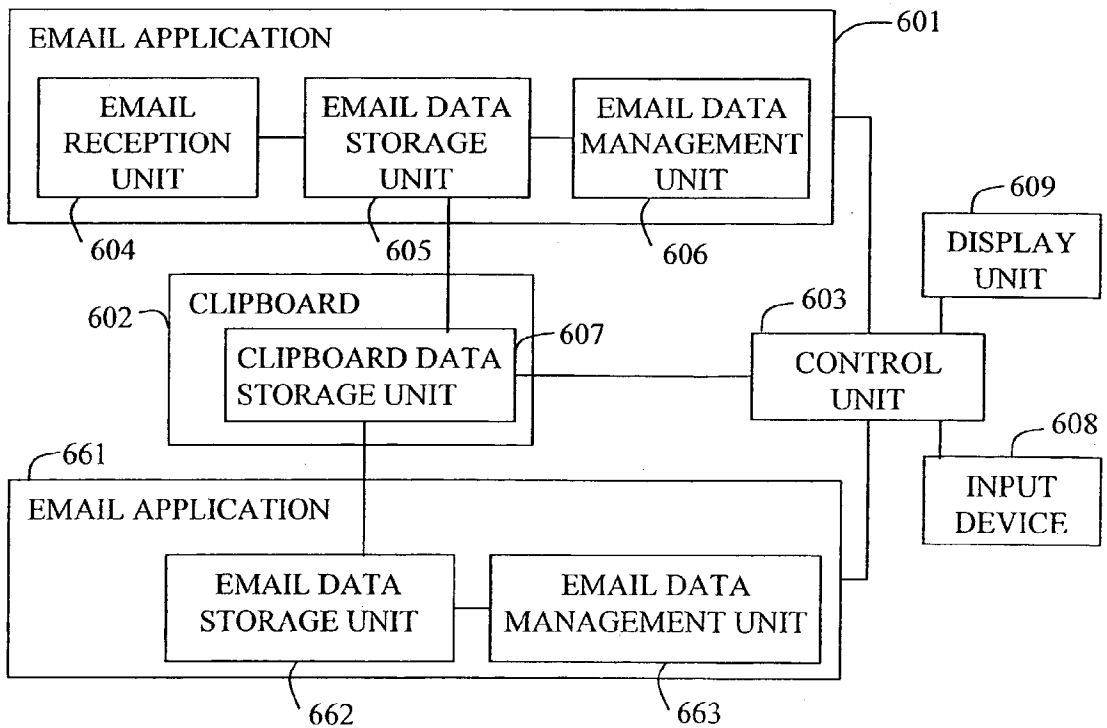 EMAIL APPLICATION
601
EMAIL
RECEPTION
UNIT
EMAIL DATA
STORAGE
UNIT
EMAIL DATA
MANAGEMENT
UNIT
604
605
606
609
DISPLAY
UNIT
602
CLIPBOARD
607
CLIPBOARD DATA
STORAGE UNIT
603
CONTROL
UNIT
608
INPUT
DEVICE
661
EMAIL APPLICATION
EMAIL DATA
STORAGE UNIT
EMAIL DATA
MANAGEMENT UNIT
662
663